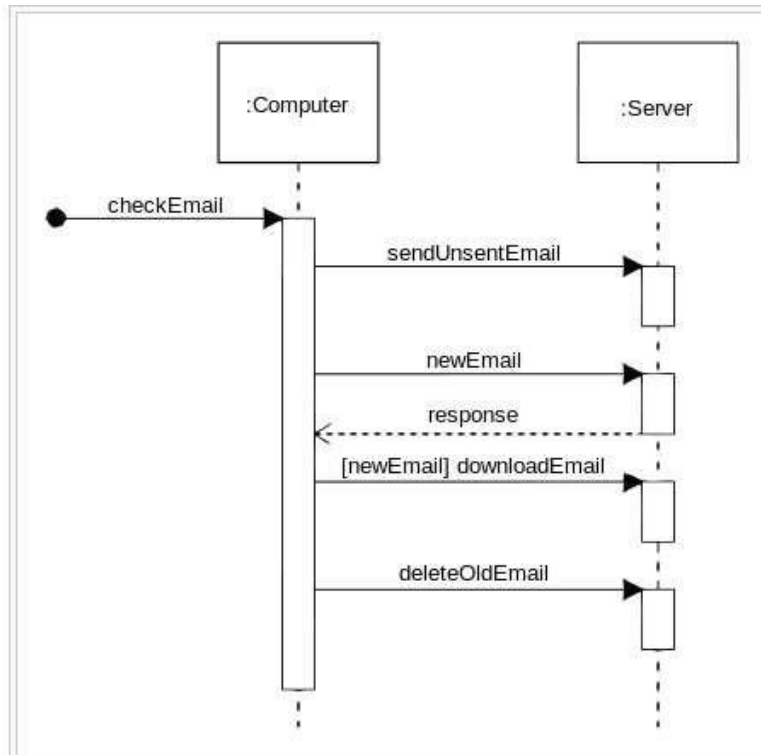 :Computer
:Server
checkEmail
sendUnsentEmail
newEmail
response
[newEmail] downloadEmail
deleteOldEmail